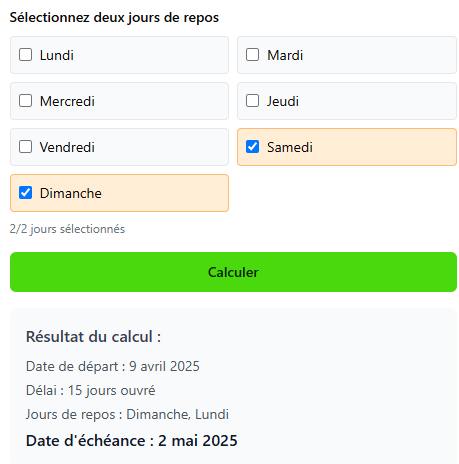 Sélectionnez deux jours de repos
Lundi
Mardi
Mercredi
Jeudi
Vendredi
Samedi
Dimanche
2/2 jours sélectionnés
Calculer
Résultat du calcul :
Date de départ : 9 avril 2025
Délai : 15 jours ouvré
Jours de repos : Dimanche, Lundi
Date d'échéance : 2 mai 2025